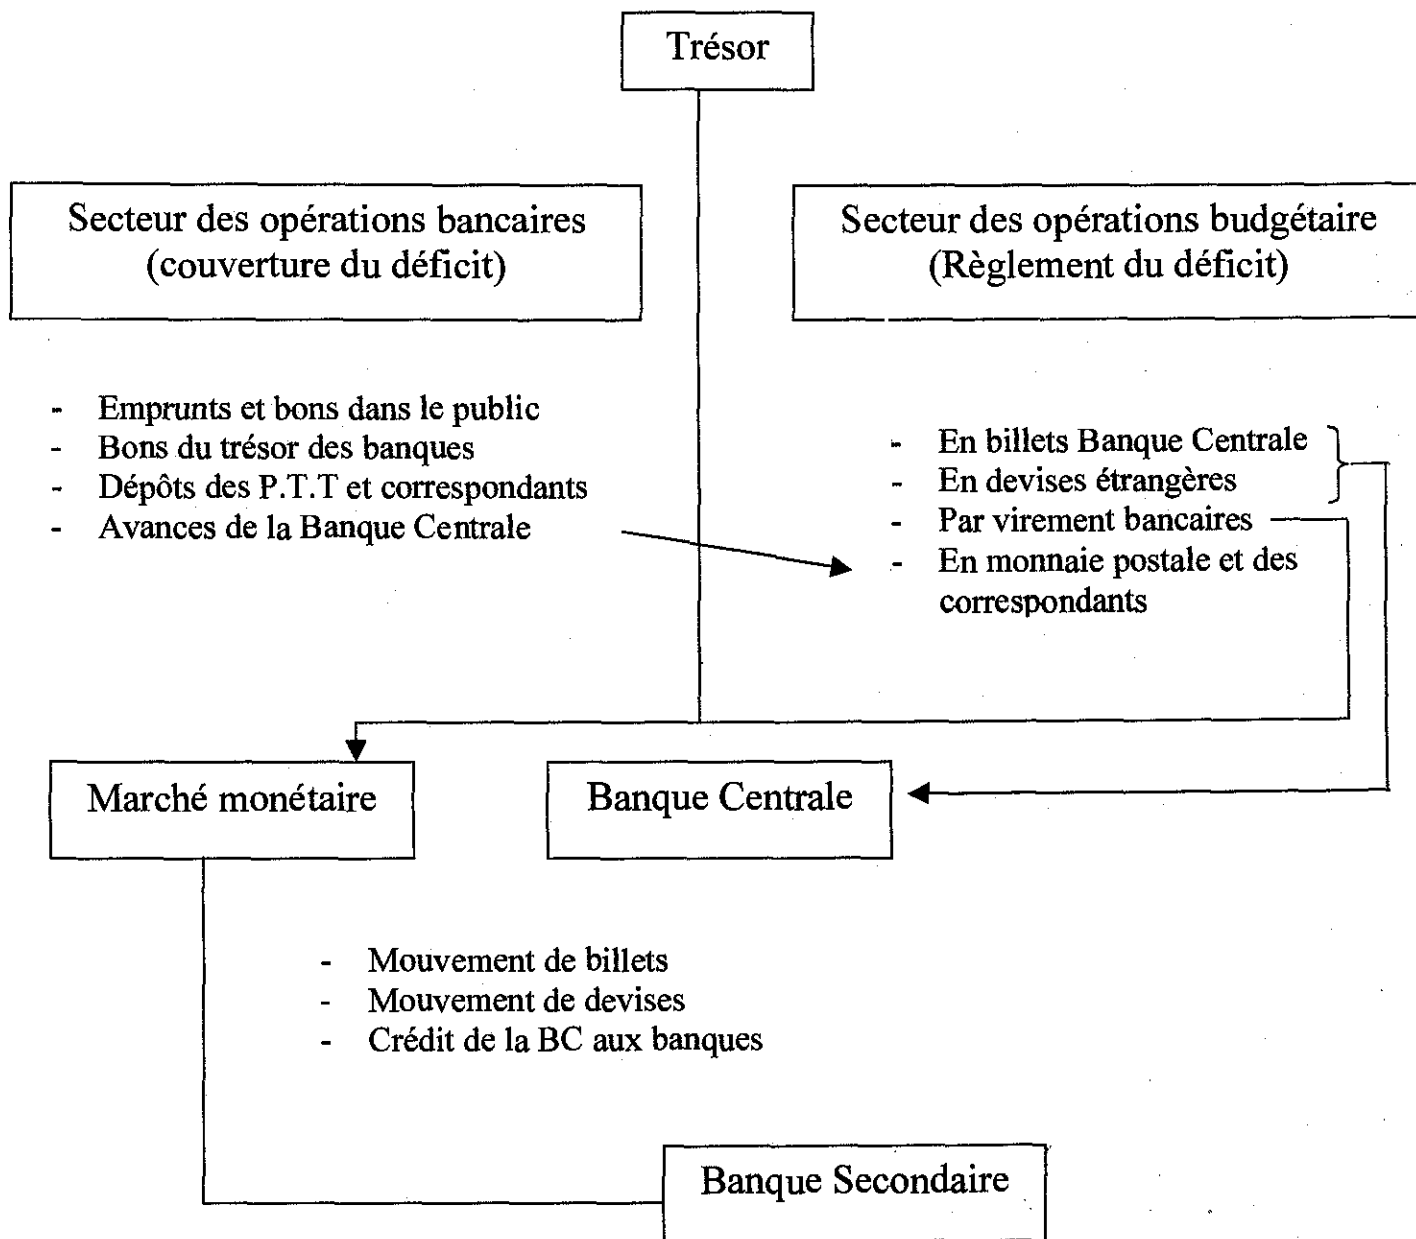 Trésor
Secteur des opérations bancaires
(couverture du déficit)
Secteur des opérations budgétaire
(Règlement du déficit)
- Emprunts et bons dans le public
- Bons du trésor des banques
- Dépôts des P.T.T et correspondants
- Avances de la Banque Centrale
- En billets Banque Centrale
- En devises étrangères
- Par virement bancaires
- En monnaie postale et des
correspondants
Marché monétaire
Banque Centrale
- Mouvement de billets
- Mouvement de devises
- Crédit de la BC aux banques
Banque Secondaire